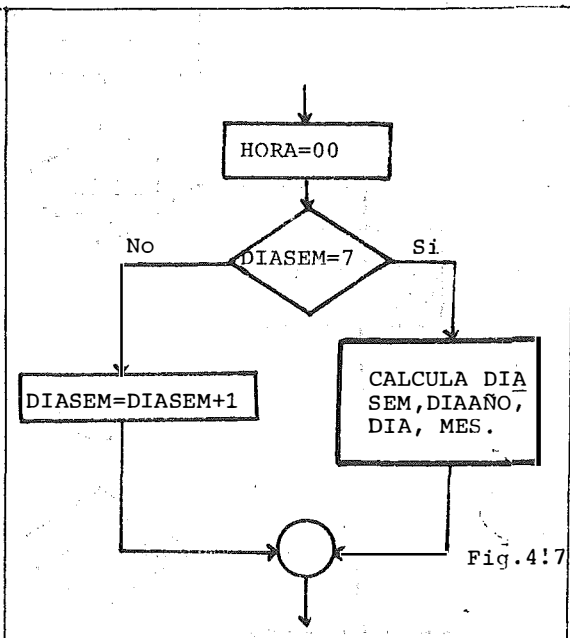 HORA=00
No
DIASEM=7
Si
DIASEM=DIASEM+1
CALCULA DIA
SEM,DIAAÑO,
DIA, MES.
Fig.4!7